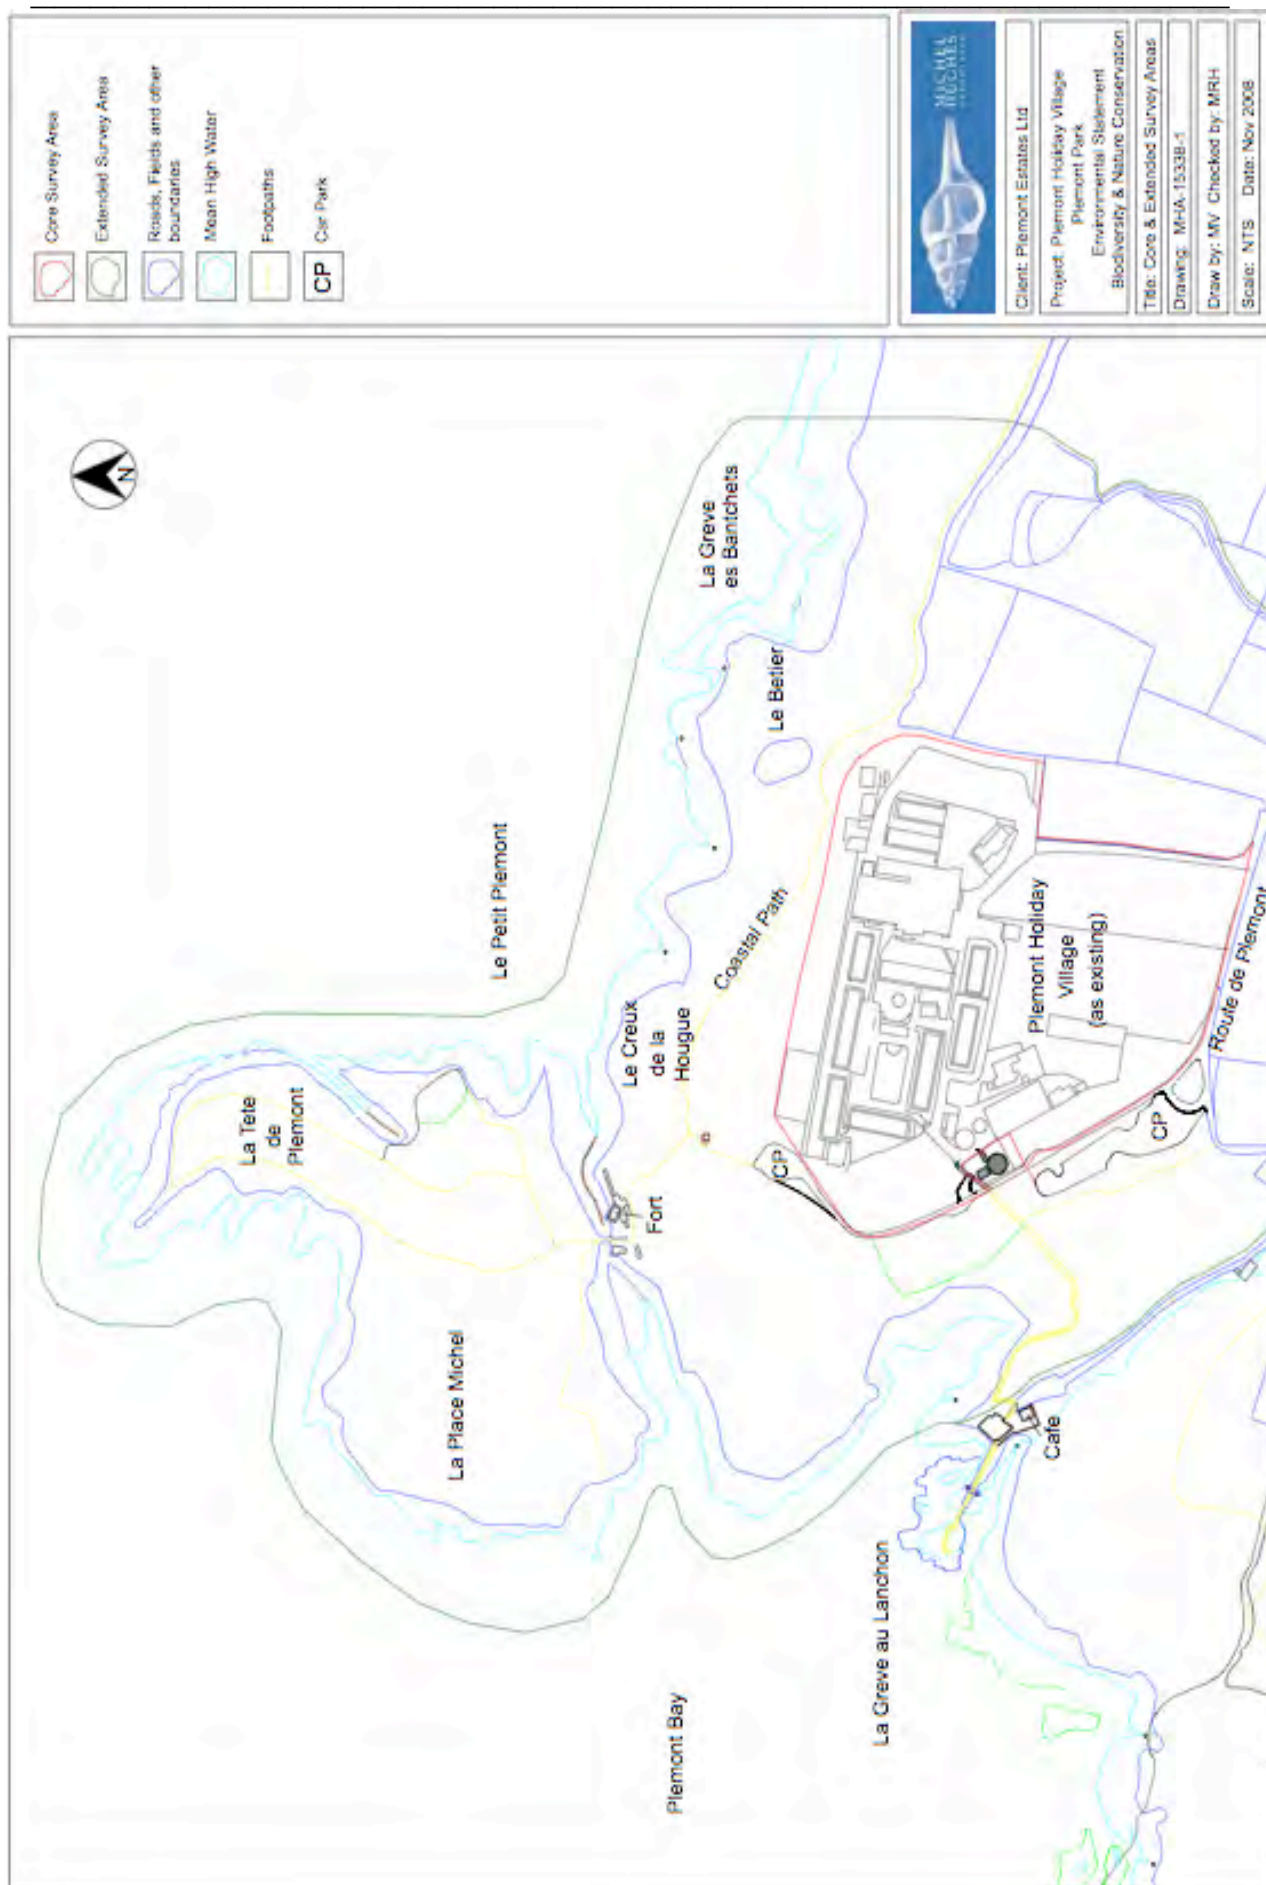 Core Survey Area
Extended Survey Area
Roads, Fields and other
boundaries
Mean High Water
Footpaths
CP
Car Park
MICHEL
HUGHES
Client: Plemont Estates Ltd
Project: Plemont Holiday Village
Plemont Park
Environmental Statement
Biodiversity & Nature Conservation
Title: Core & Extended Survey Areas
Drawing: MHA-15338-1
Draw by: MV Checked by: MRH
Scale: NTS Date: Nov 2008
N
La Tete
de
Plemont
Le Petit Plemont
La Greve
es Bantchets
La Place Michel
Fort
Le Creux
de la
Hougue
Coastal Path
Le Betier
Plemont Bay
La Greve au Lanchon
Cafe
CP
CP
Plemont Holiday
Village
(as existing)
Route de Plemont